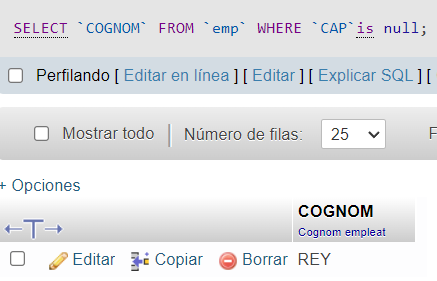 SELECT `COGNOM` FROM `emp` WHERE `CAP`is null;
Perfilando [ Editar en línea ] [ Editar ] [ Explicar SQL ] [
Mostrar todo Número de filas: 25
+ Opciones
←T→ COGNOM
Cognom empleat
Editar Copiar Borrar REY